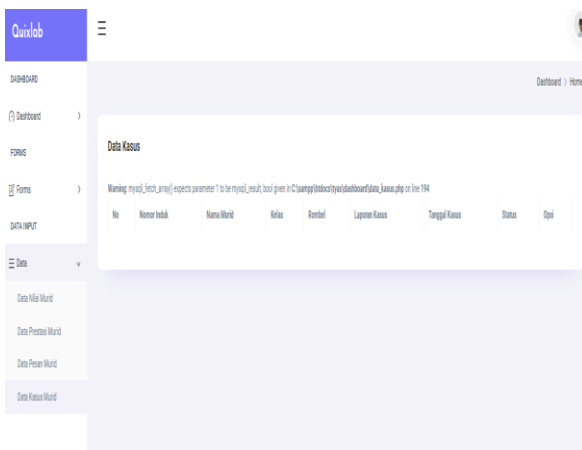 Quixlab
Dashboard > Home
DASHBOARD
Dashboard
FORMS
Forms
DATA INPUT
Data
Data Nilai Murid
Data Prestasi Murid
Data Pesan Murid
Data Kasus Murid
Data Kasus
Warning: mysqli_fetch_array() expects parameter 1 to be mysqli_result, bool given in C:\xampp\htdocs\tyas\dashboard\data_kasus.php on line 194
No Nomor Induk Nama Murid Kelas Rombel Laporan Kasus Tanggal Kasus Status Opsi